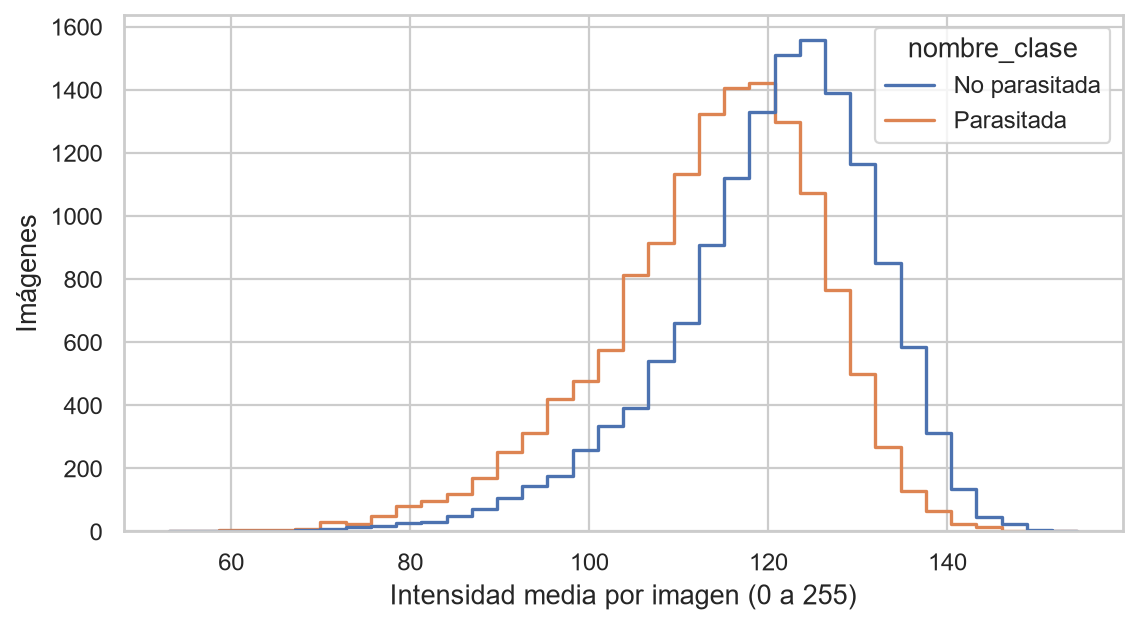 nombre_clase
No parasitada
Parasitada
Imágenes
1600
1400
1200
1000
800
600
400
200
0
60 80 100 120 140
Intensidad media por imagen (0 a 255)